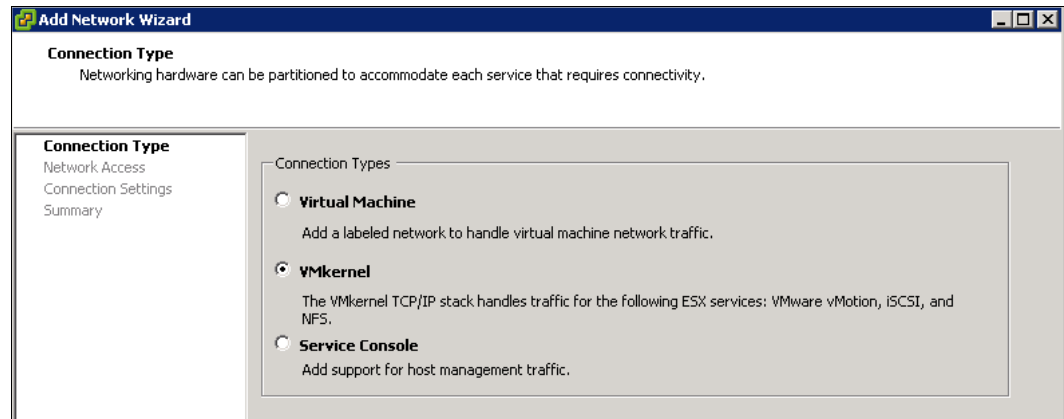 Add Network Wizard
Connection Type
Networking hardware can be partitioned to accommodate each service that requires connectivity.
Connection Type
Network Access
Connection Settings
Summary
Connection Types
Virtual Machine
Add a labeled network to handle virtual machine network traffic.
VMkernel
The VMkernel TCP/IP stack handles traffic for the following ESX services: VMware vMotion, iSCSI, and
NFS.
Service Console
Add support for host management traffic.